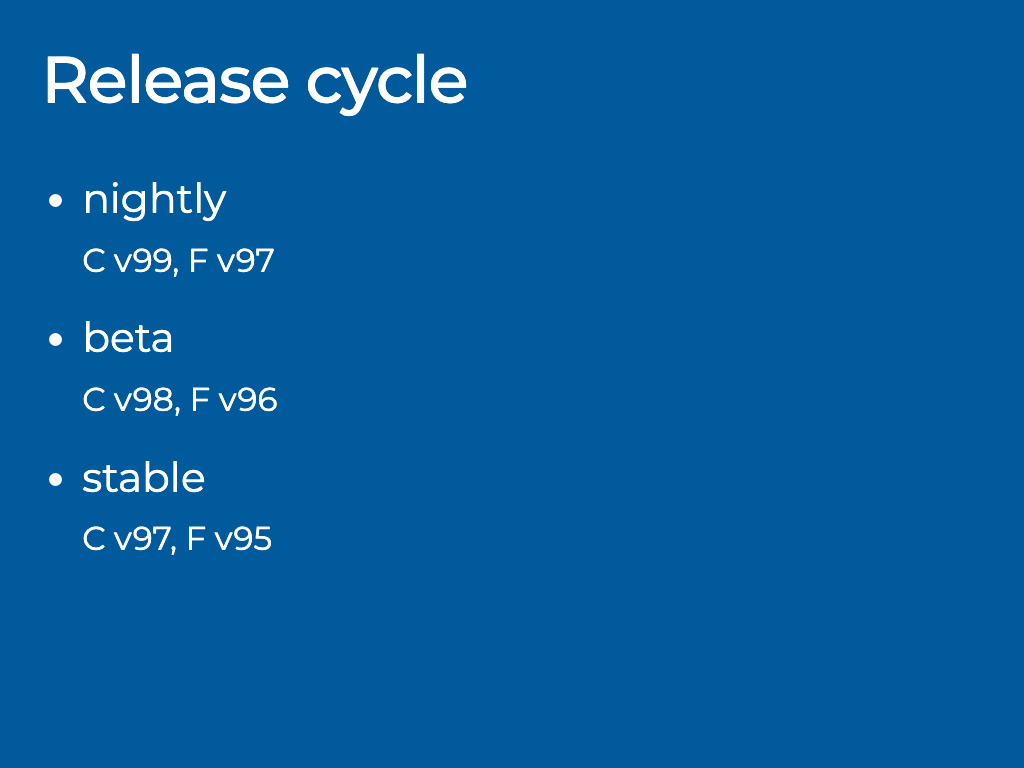 Release cycle
• nightly
C v99, F v97
• beta
C v98, F v96
• stable
C v97, F v95